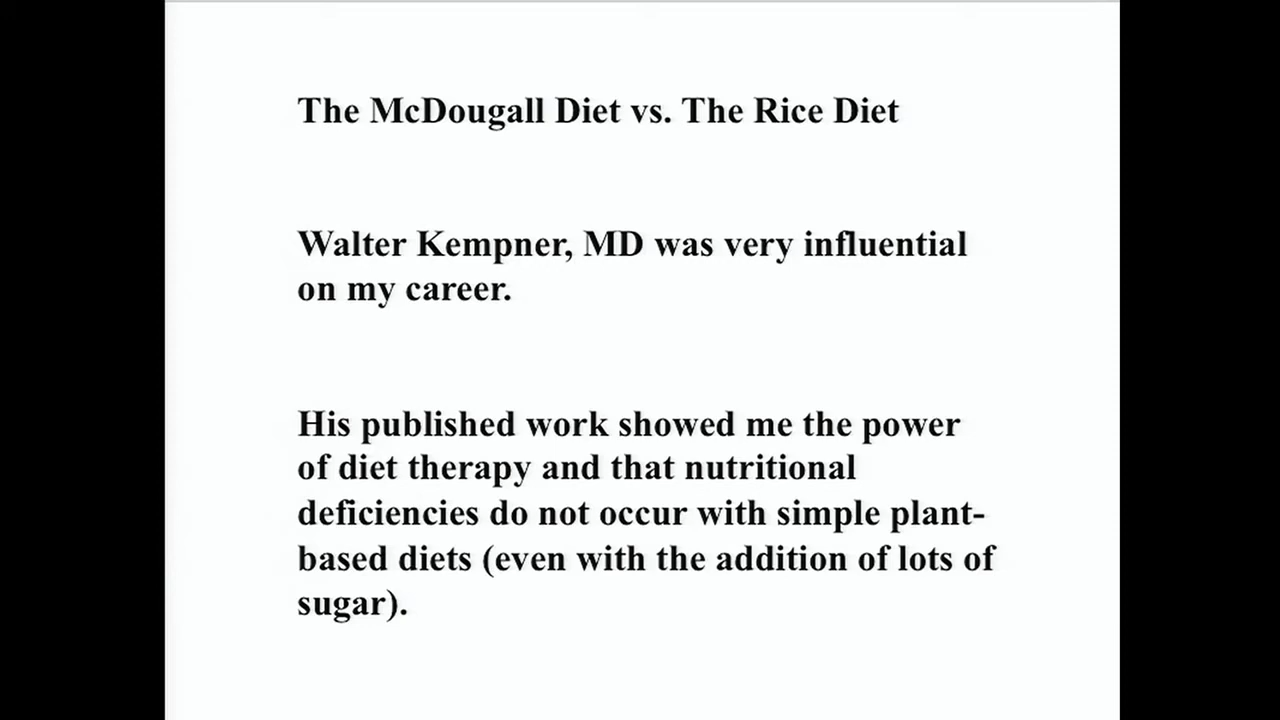 The McDougall Diet vs. The Rice Diet
Walter Kempner, MD was very influential
on my career.
His published work showed me the power
of diet therapy and that nutritional
deficiencies do not occur with simple plant-
based diets (even with the addition of lots of
sugar).